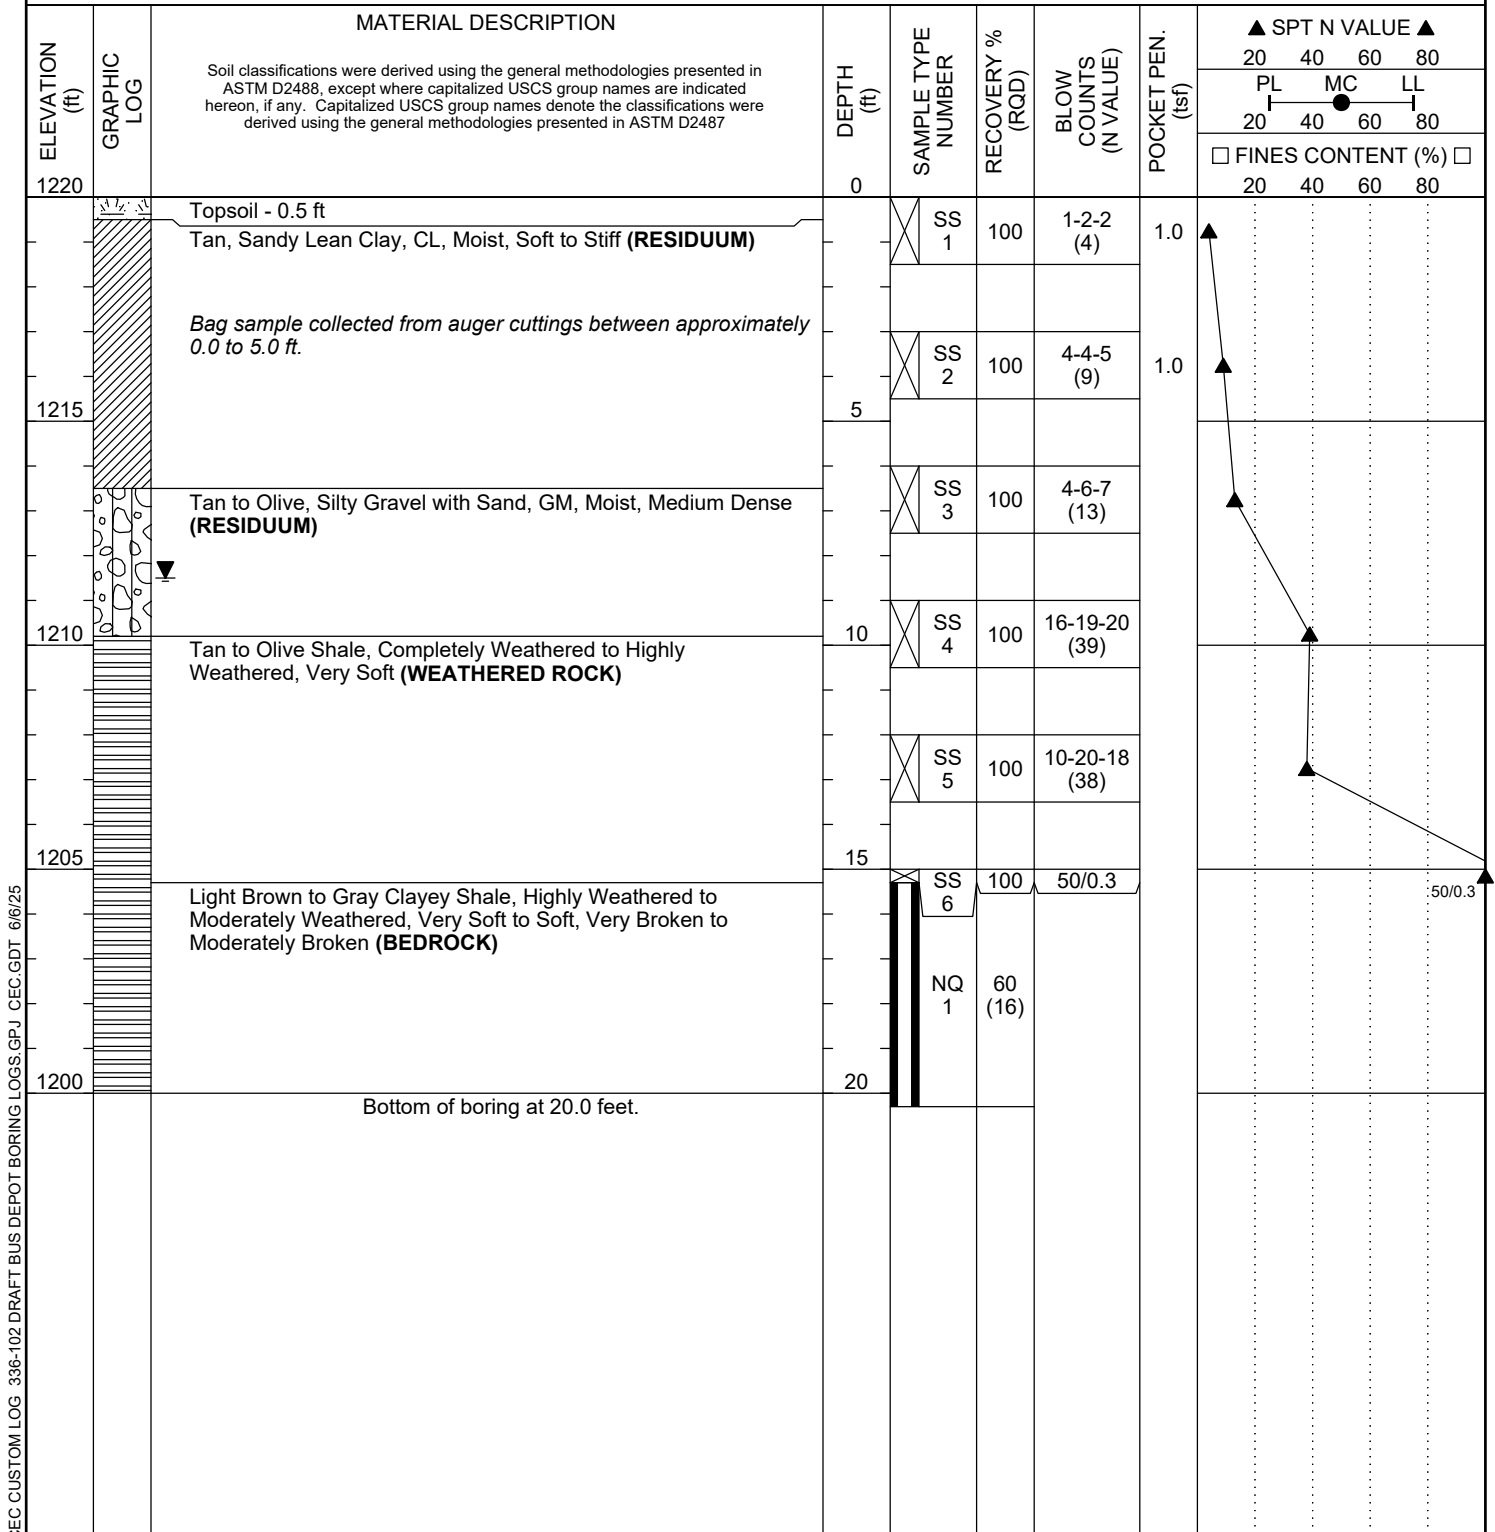 MATERIAL DESCRIPTION
Soil classifications were derived using the general methodologies presented in
ASTM D2488, except where capitalized USCS group names are indicated
hereon, if any. Capitalized USCS group names denote the classifications were
derived using the general methodologies presented in ASTM D2487
ELEVATION
(ft)
GRAPHIC
LOG
DEPTH
(ft)
SAMPLE TYPE
NUMBER
RECOVERY %
(RQD)
BLOW
COUNTS
(N VALUE)
POCKET PEN.
(tsf)
▲ SPT N VALUE ▲
20 40 60 80
PL MC LL
20 40 60 80
□ FINES CONTENT (%) □
20 40 60 80
1220 0
Topsoil - 0.5 ft
Tan, Sandy Lean Clay, CL, Moist, Soft to Stiff (RESIDUUM)
SS
1
100
1-2-2
(4)
1.0
Bag sample collected from auger cuttings between approximately
0.0 to 5.0 ft.
SS
2
100
4-4-5
(9)
1.0
1215 5
Tan to Olive, Silty Gravel with Sand, GM, Moist, Medium Dense
(RESIDUUM)
SS
3
100
4-6-7
(13)
1210 10
SS
4
100
16-19-20
(39)
Tan to Olive Shale, Completely Weathered to Highly
Weathered, Very Soft (WEATHERED ROCK)
SS
5
100
10-20-18
(38)
1205 15
SS
6
100
50/0.3
50/0.3
Light Brown to Gray Clayey Shale, Highly Weathered to
Moderately Weathered, Very Soft to Soft, Very Broken to
Moderately Broken (BEDROCK)
NQ
1
60
(16)
1200 20
Bottom of boring at 20.0 feet.
CEC CUSTOM LOG 336-102 DRAFT BUS DEPOT BORING LOGS.GPJ CEC.GDT 6/6/25